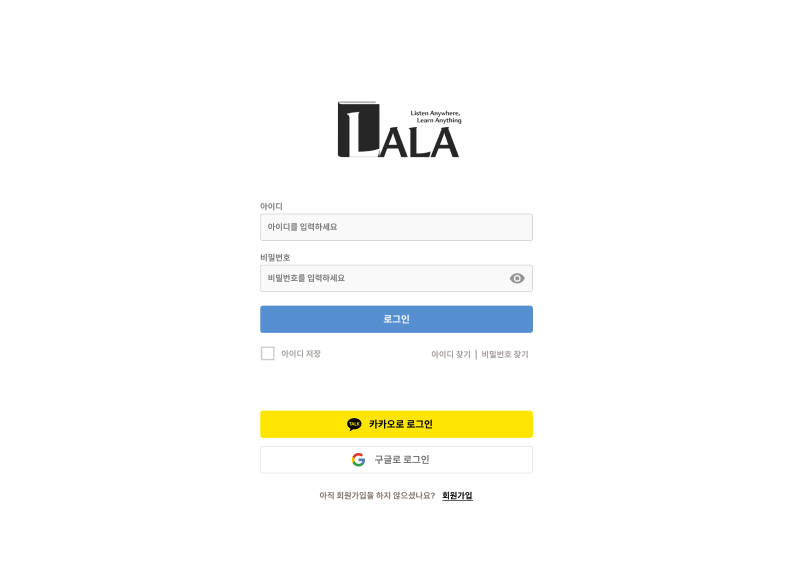 Listen Anywhere,
Learn Anything
LALA
아이디
아이디를 입력하세요
비밀번호
비밀번호를 입력하세요
로그인
아이디 저장
아이디 찾기 | 비밀번호 찾기
TALK 카카오로 로그인
구글로 로그인
아직 회원가입을 하지 않으셨나요? 회원가입